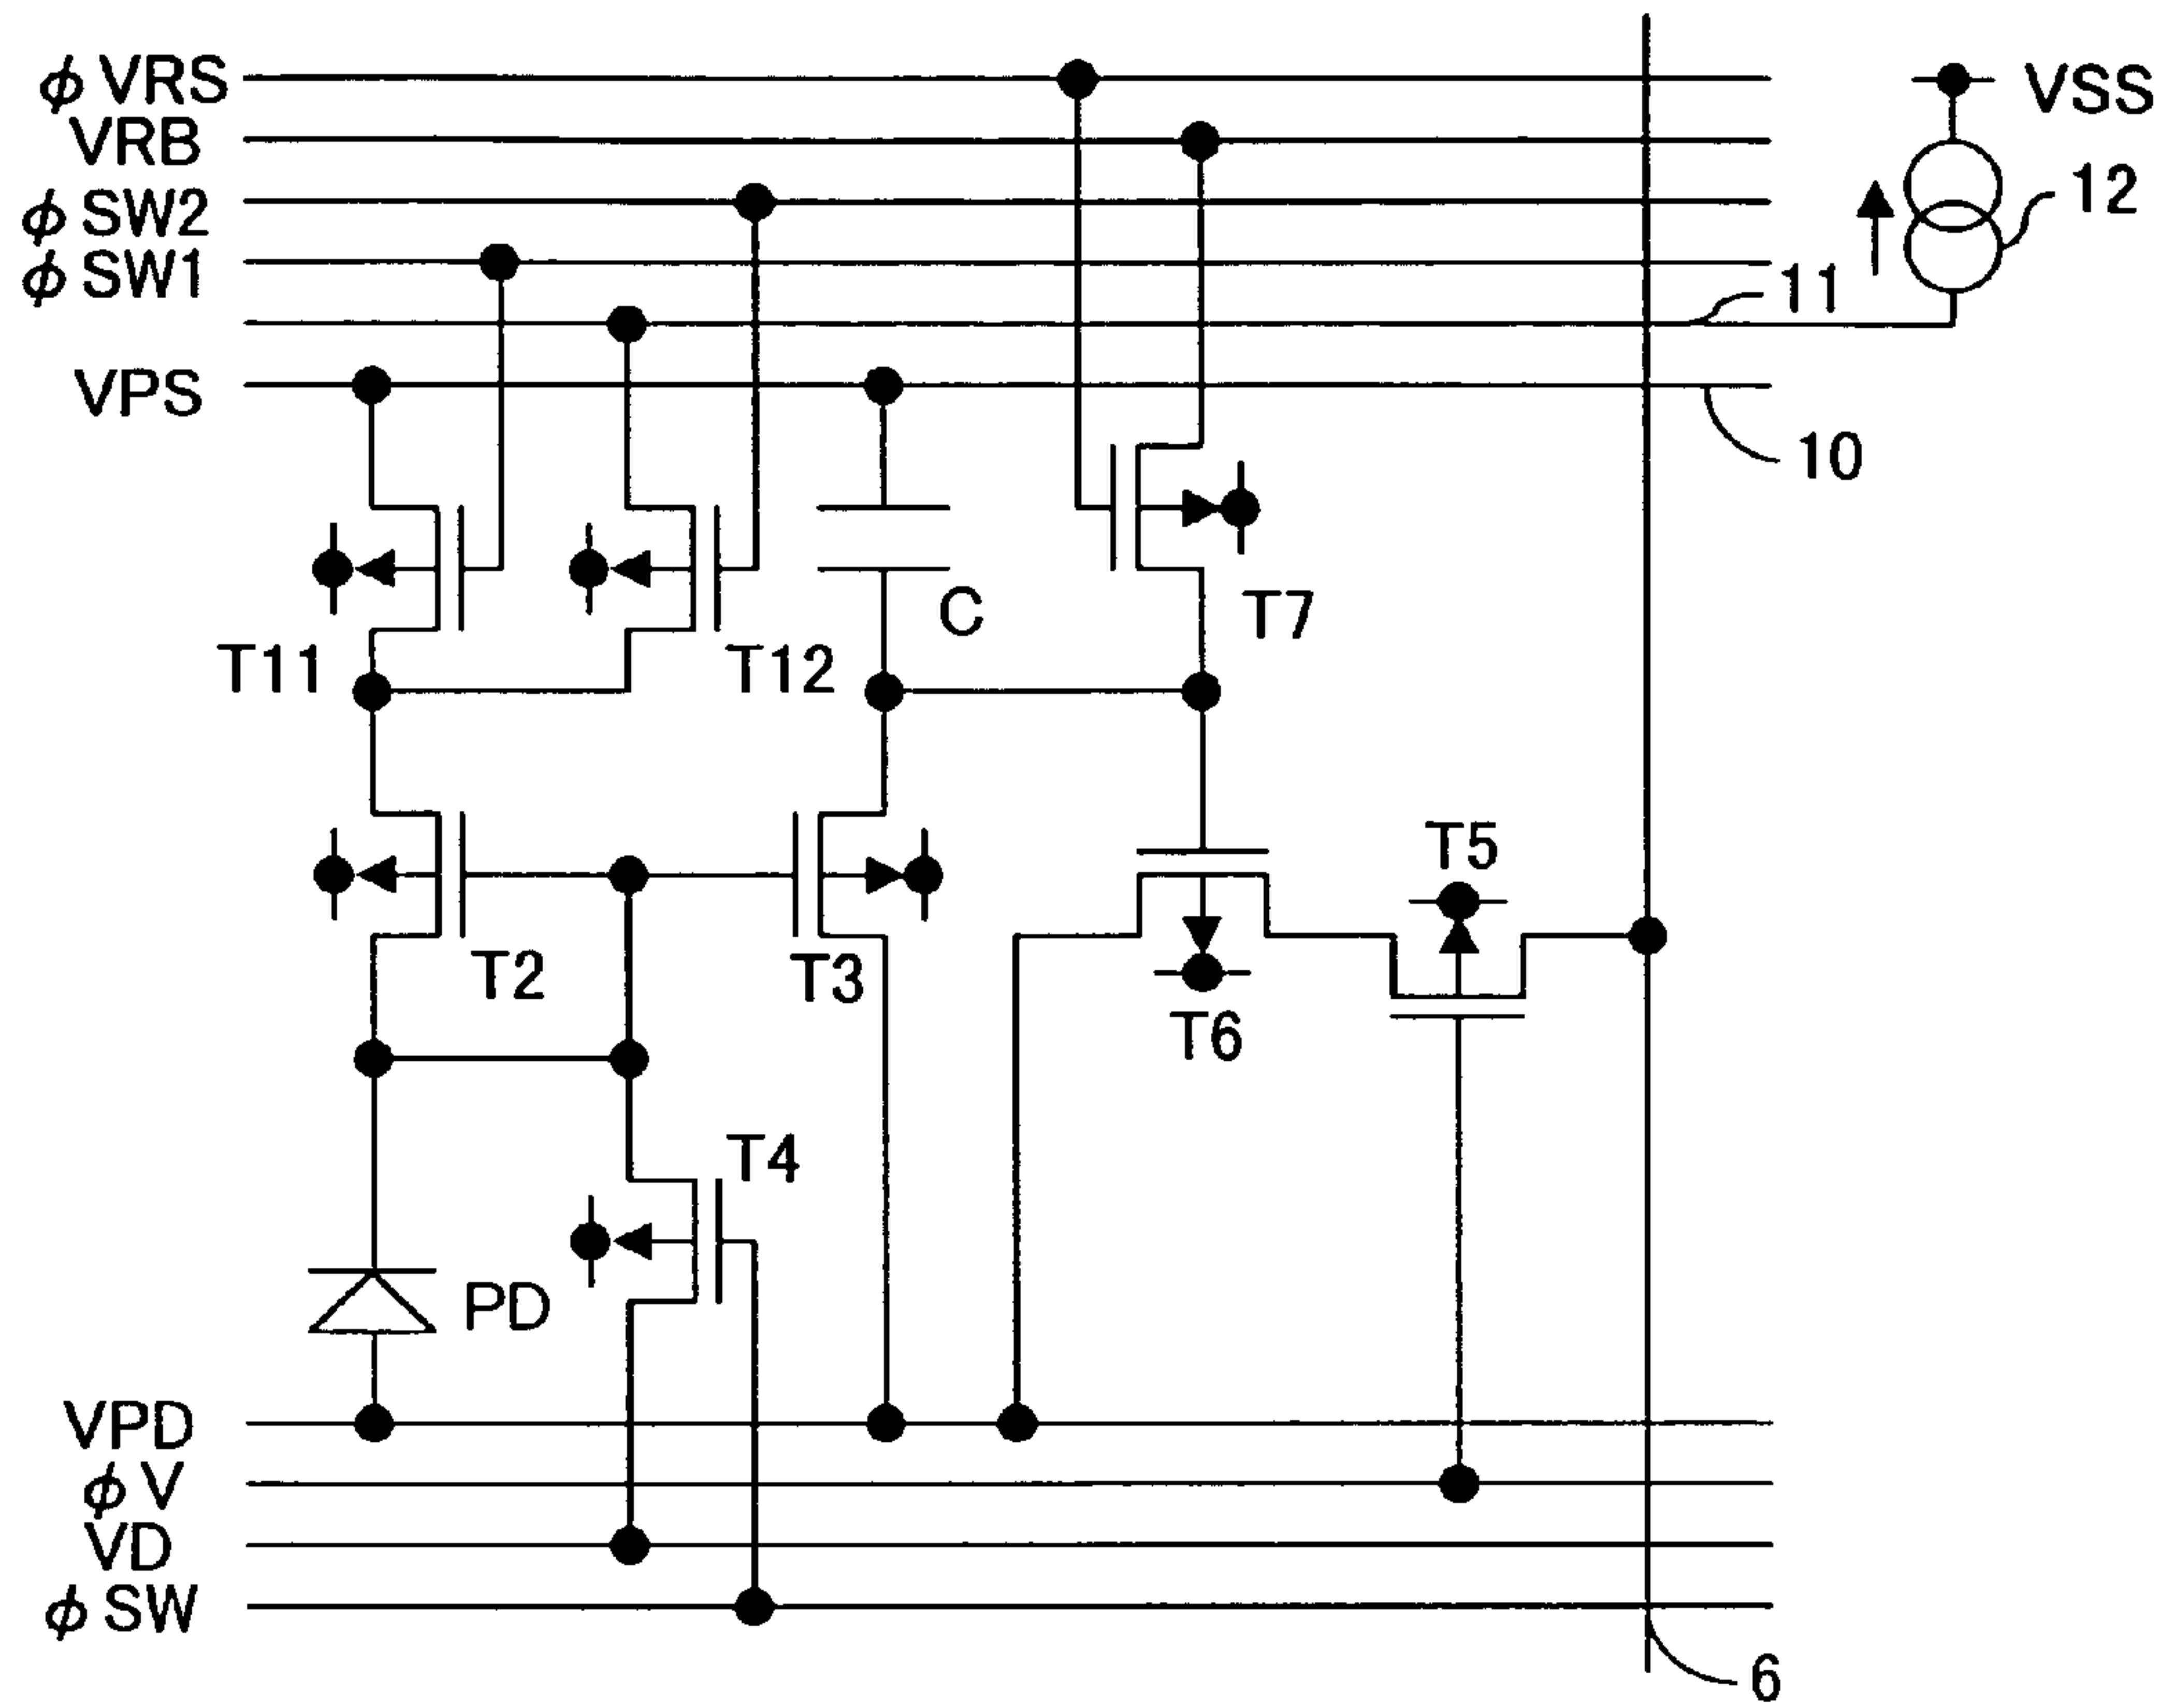 φVRS
VSS
VRB
12
φSW2
φSW1
11
VPS
10
C
T7
T11
T12
T5
T2
T3
T6
T4
PD
VPD
φV
VD
φSW
6